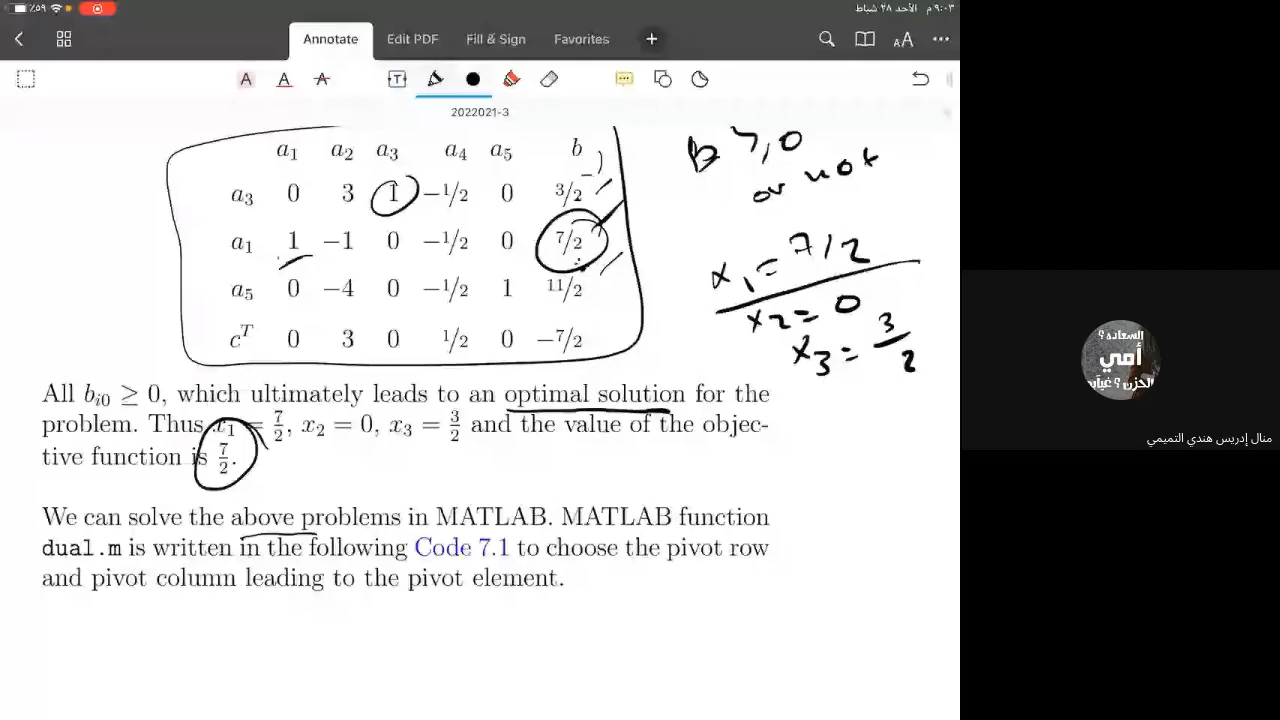 ٪٥٩
٩:٠٣ م الأحد ٢٨ شباط
Annotate Edit PDF Fill & Sign Favorites +
2022021-3
a₁ a₂ a₃ a₄ a₅ b
a₃ 0 3 1 −1/2 0 3/2
a₁ 1 −1 0 −1/2 0 7/2
a₅ 0 −4 0 −1/2 1 11/2
cᵀ 0 3 0 1/2 0 −7/2
b ≥ 0
or not
x₁ = 7/2
x₂ = 0
x₃ = 3/2
All bᵢ₀ ≥ 0, which ultimately leads to an optimal solution for the
problem. Thus x₁ = 7/2, x₂ = 0, x₃ = 3/2 and the value of the objec-
tive function is 7/2.
We can solve the above problems in MATLAB. MATLAB function
dual.m is written in the following Code 7.1 to choose the pivot row
and pivot column leading to the pivot element.
السعادة ؟
أمي
الحزن ؟ غيابه
منال إدريس هندي التميمي